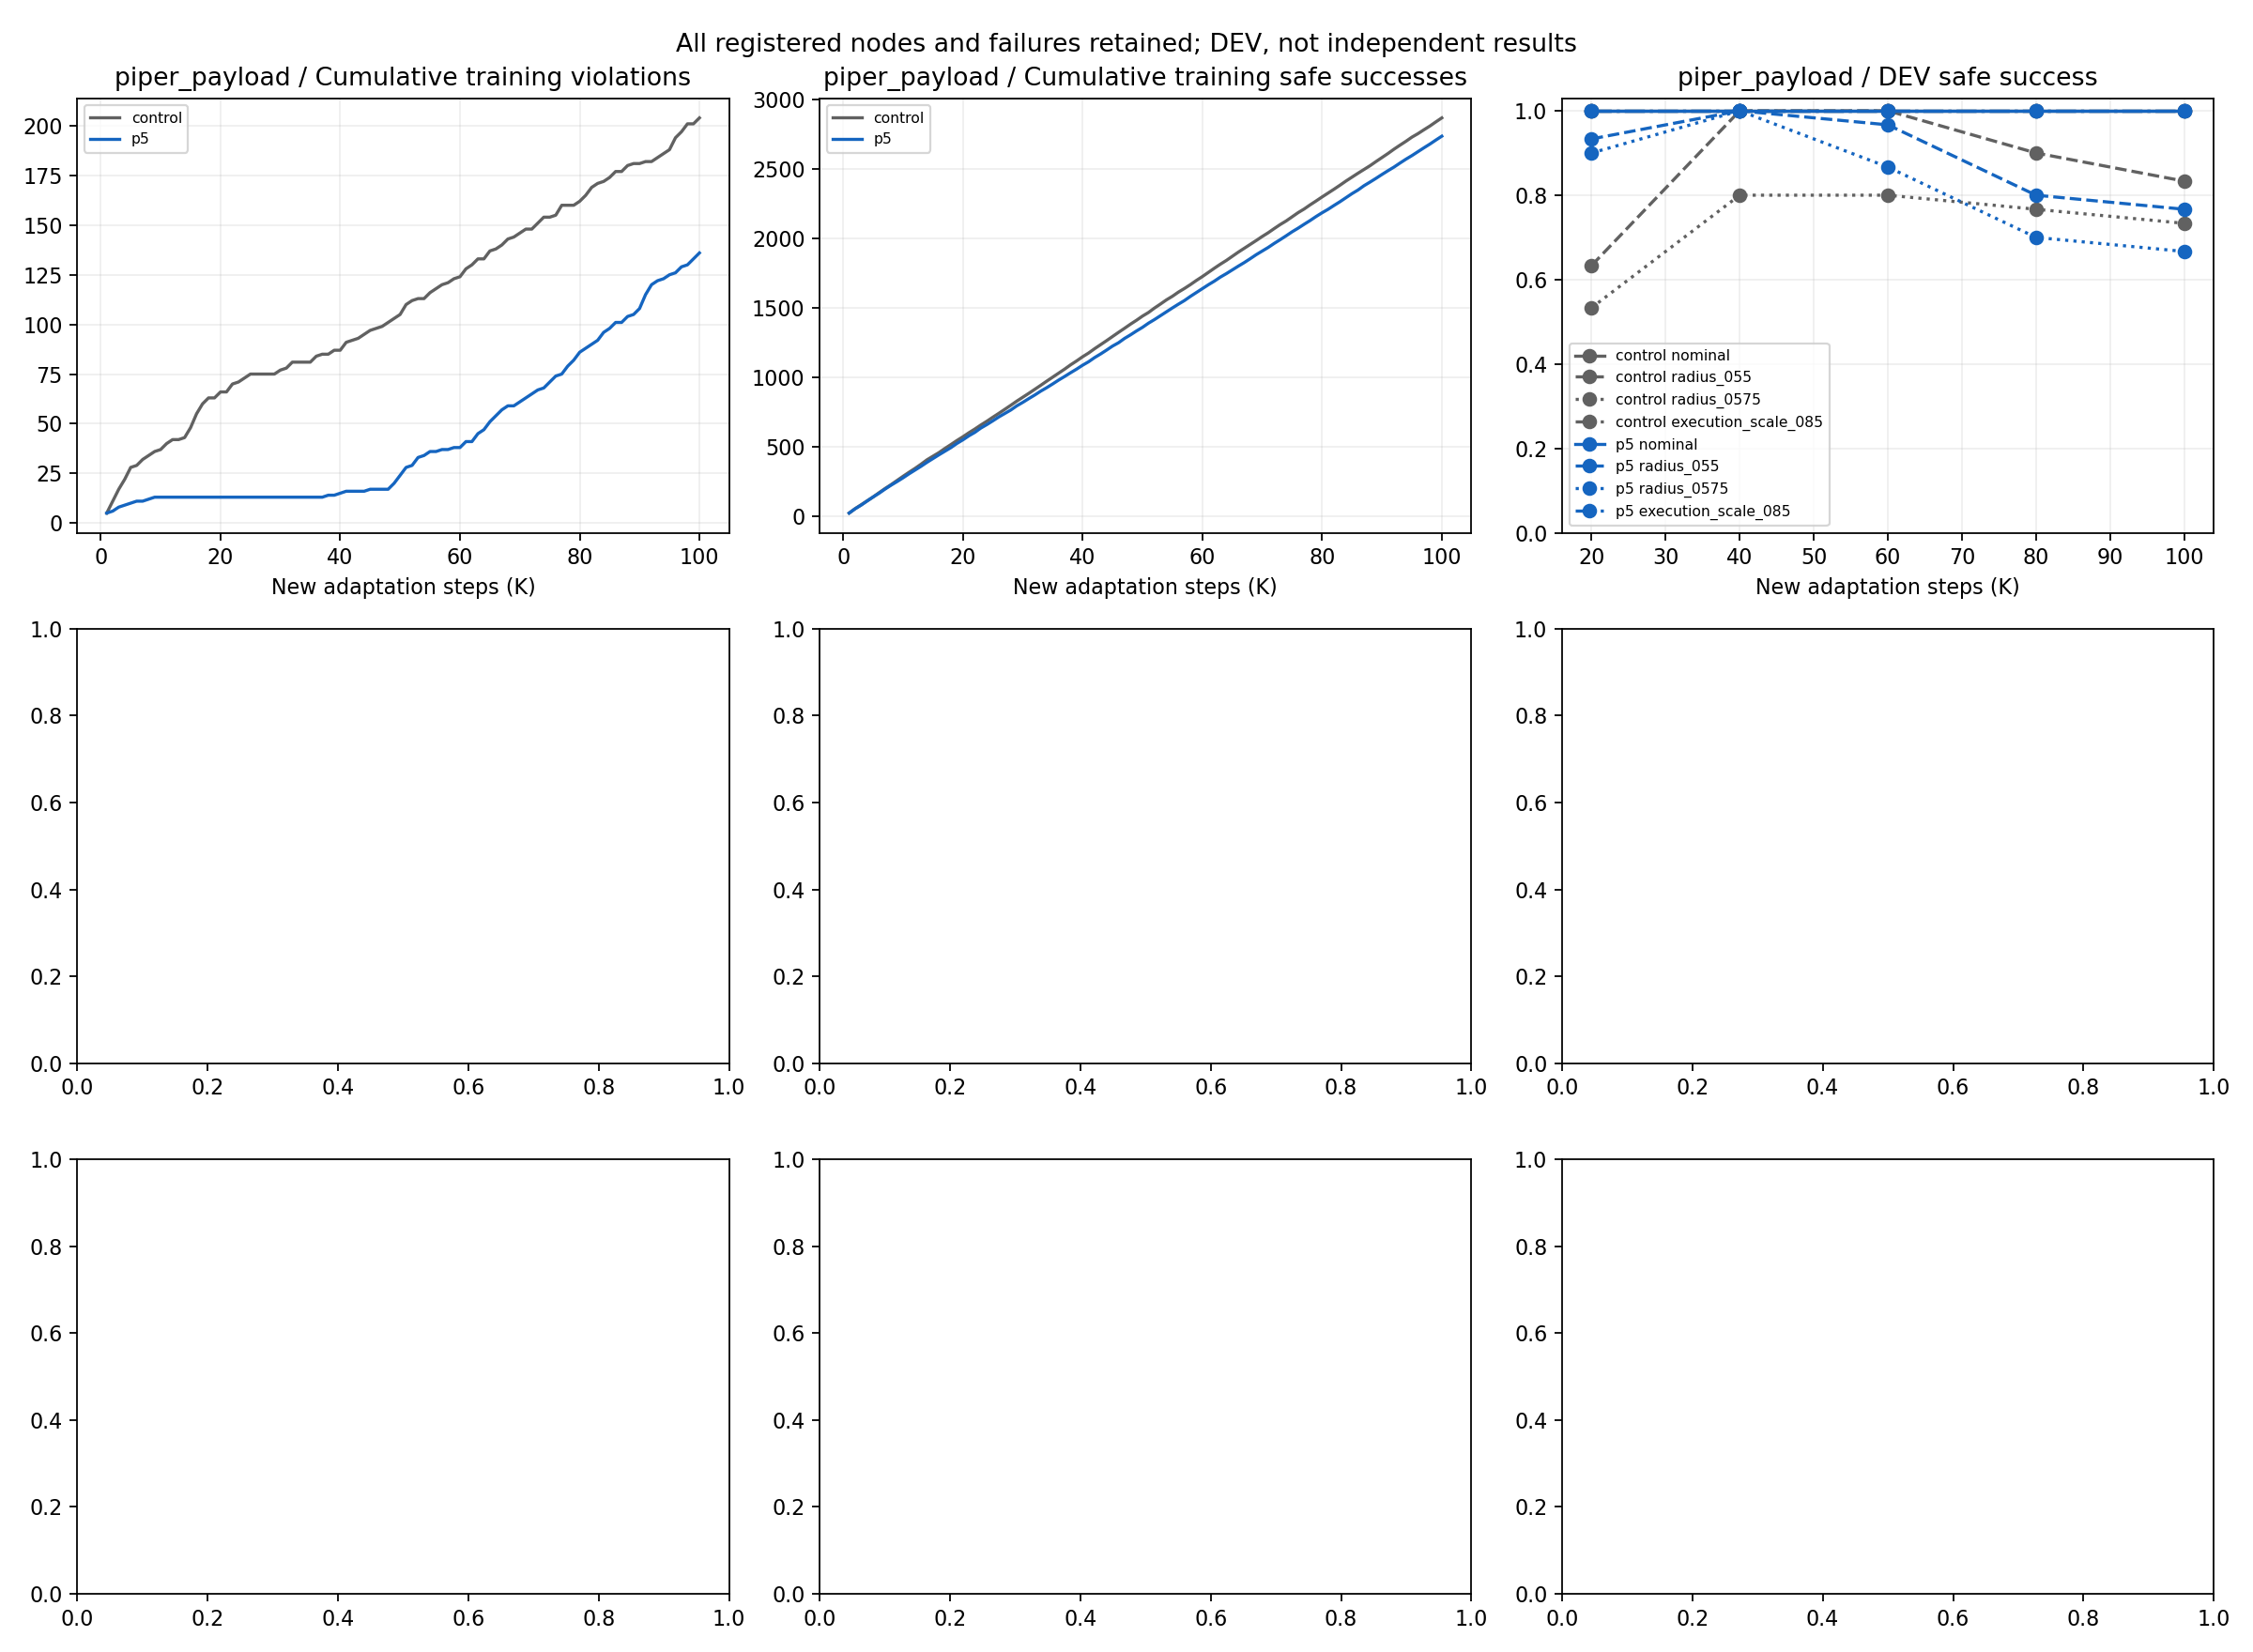 All registered nodes and failures retained; DEV, not independent results
piper_payload / Cumulative training violations
200
175
150
125
100
75
50
25
0
control
p5
0 20 40 60 80 100
New adaptation steps (K)
piper_payload / Cumulative training safe successes
3000
2500
2000
1500
1000
500
0
control
p5
0 20 40 60 80 100
New adaptation steps (K)
piper_payload / DEV safe success
1.0
0.8
0.6
0.4
0.2
0.0
control nominal
control radius_055
control radius_0575
control execution_scale_085
p5 nominal
p5 radius_055
p5 radius_0575
p5 execution_scale_085
20 30 40 50 60 70 80 90 100
New adaptation steps (K)
1.0
0.8
0.6
0.4
0.2
0.0
0.0 0.2 0.4 0.6 0.8 1.0
1.0
0.8
0.6
0.4
0.2
0.0
0.0 0.2 0.4 0.6 0.8 1.0
1.0
0.8
0.6
0.4
0.2
0.0
0.0 0.2 0.4 0.6 0.8 1.0
1.0
0.8
0.6
0.4
0.2
0.0
0.0 0.2 0.4 0.6 0.8 1.0
1.0
0.8
0.6
0.4
0.2
0.0
0.0 0.2 0.4 0.6 0.8 1.0
1.0
0.8
0.6
0.4
0.2
0.0
0.0 0.2 0.4 0.6 0.8 1.0